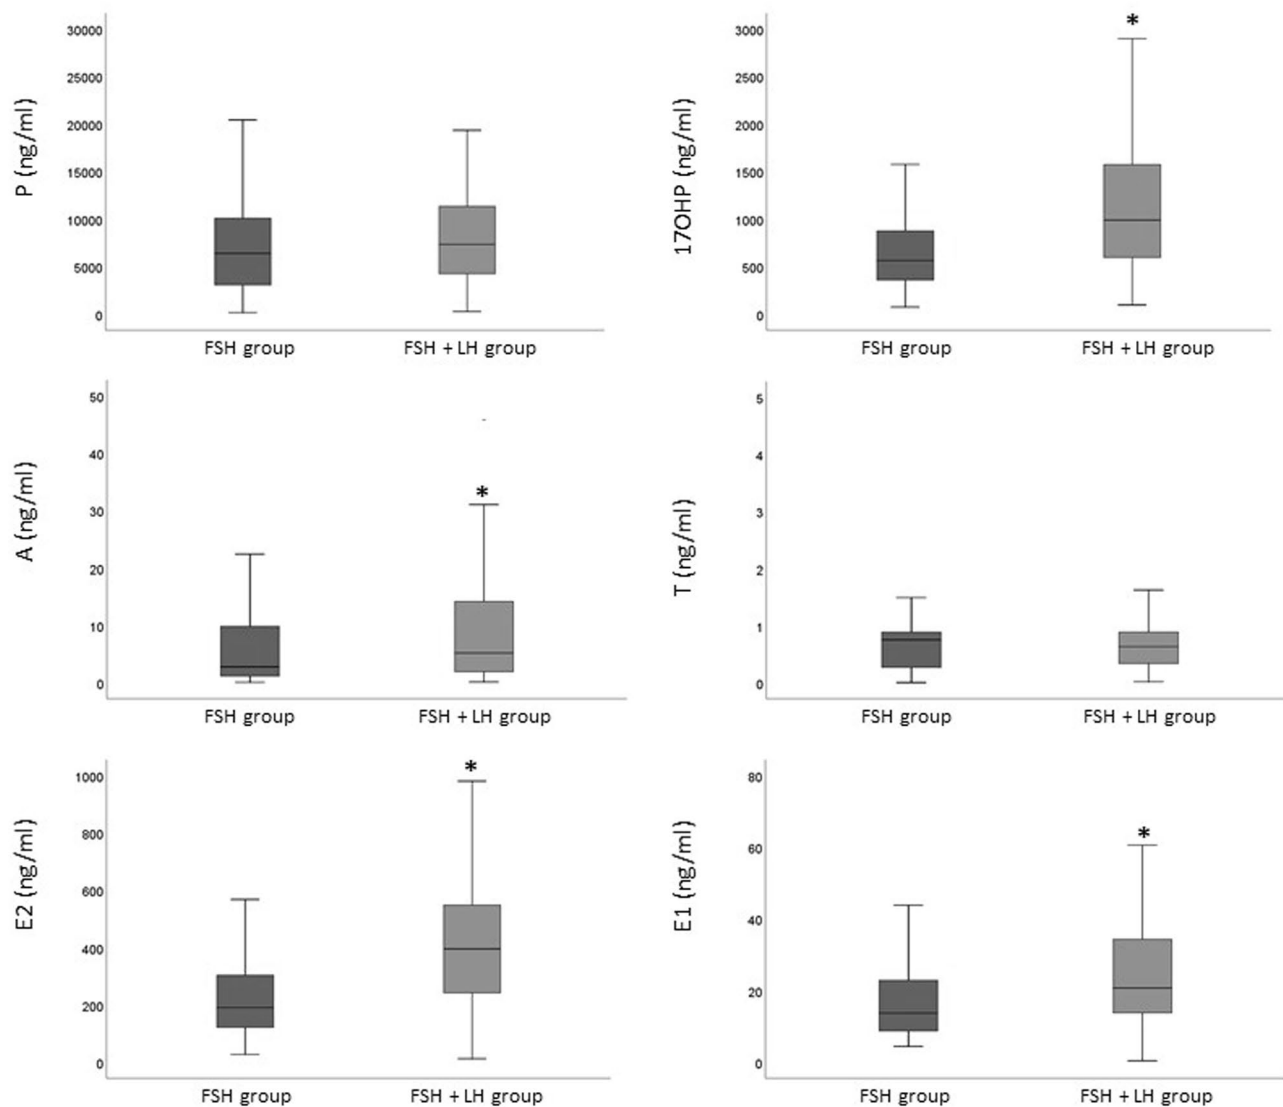 P (ng/ml)
30000
25000
20000
15000
10000
5000
0
FSH group
FSH + LH group
17OHP (ng/ml)
*
3000
2500
2000
1500
1000
500
0
FSH group
FSH + LH group
A (ng/ml)
50
40
*
30
20
10
0
FSH group
FSH + LH group
T (ng/ml)
5
4
3
2
1
0
FSH group
FSH + LH group
E2 (ng/ml)
*
1000
800
600
400
200
0
FSH group
FSH + LH group
E1 (ng/ml)
80
*
60
40
20
0
FSH group
FSH + LH group